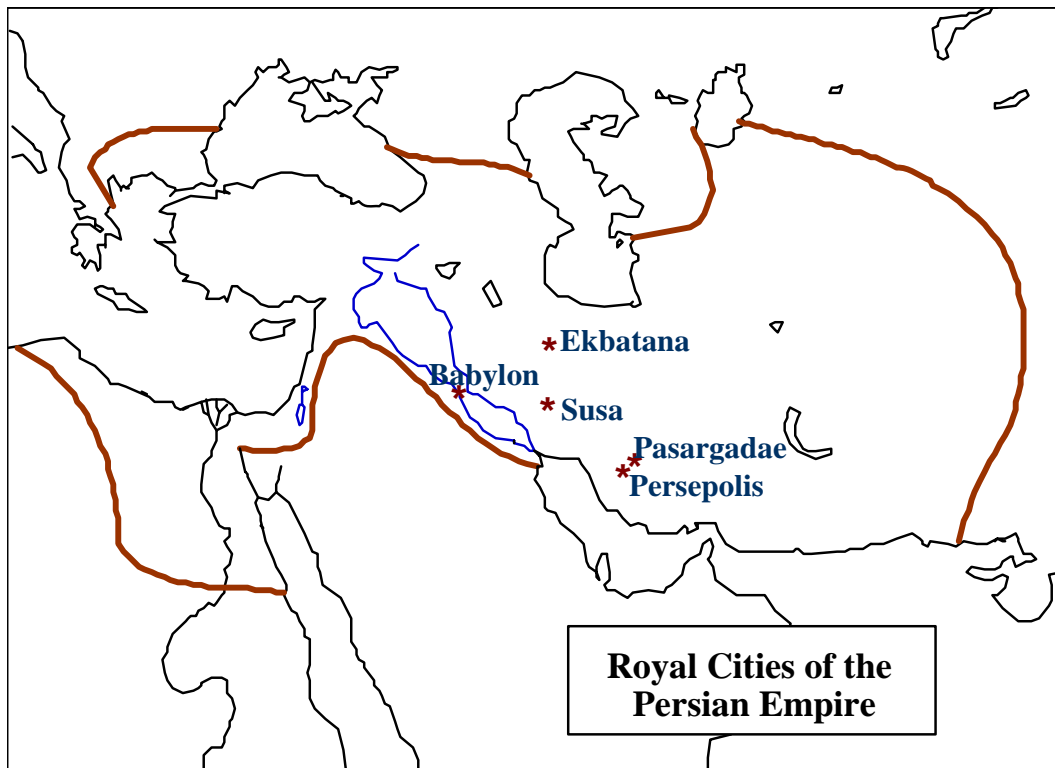 Ekbatana
Babylon
Susa
Pasargadae
Persepolis
Royal Cities of the
Persian Empire